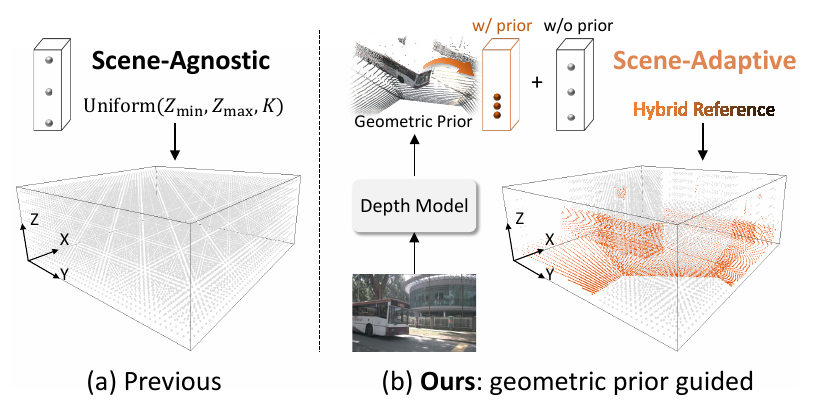 Scene-Agnostic
Uniform(Z_min, Z_max, K)
Z
X
Y
(a) Previous
w/ prior
w/o prior
+
Scene-Adaptive
Geometric Prior
Hybrid Reference
Depth Model
Z
X
Y
(b) Ours: geometric prior guided